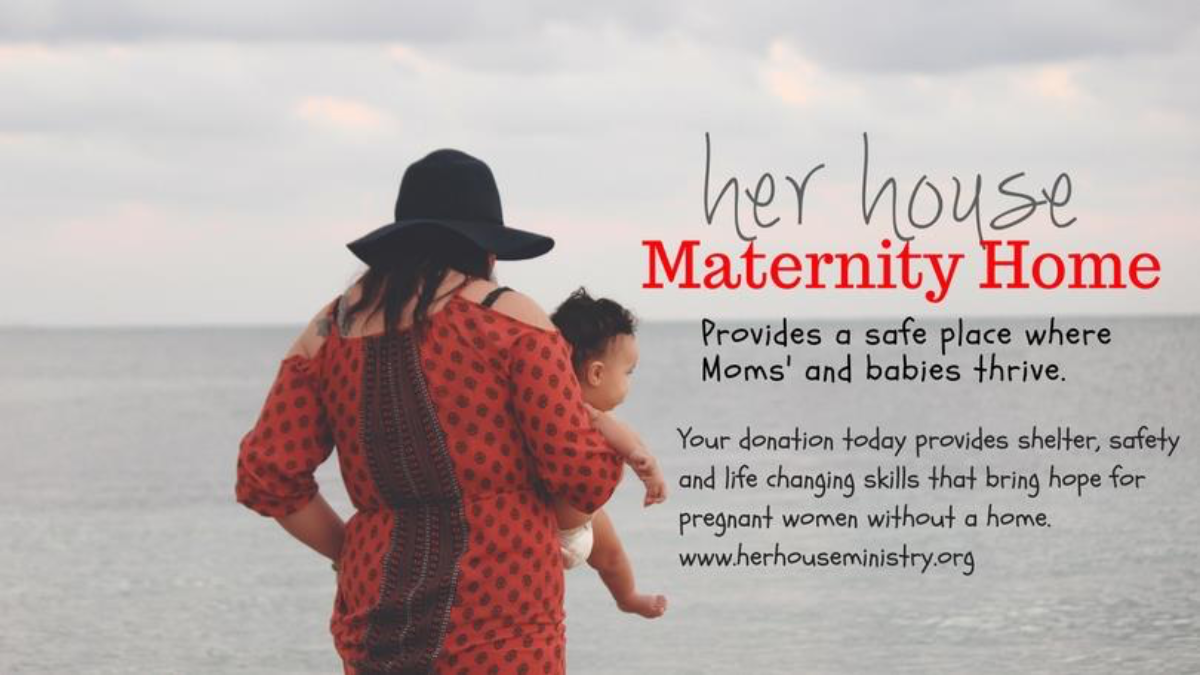 her house
Maternity Home
Provides a safe place where
Moms' and babies thrive.
Your donation today provides shelter, safety
and life changing skills that bring hope for
pregnant women without a home.
www.herhouseministry.org